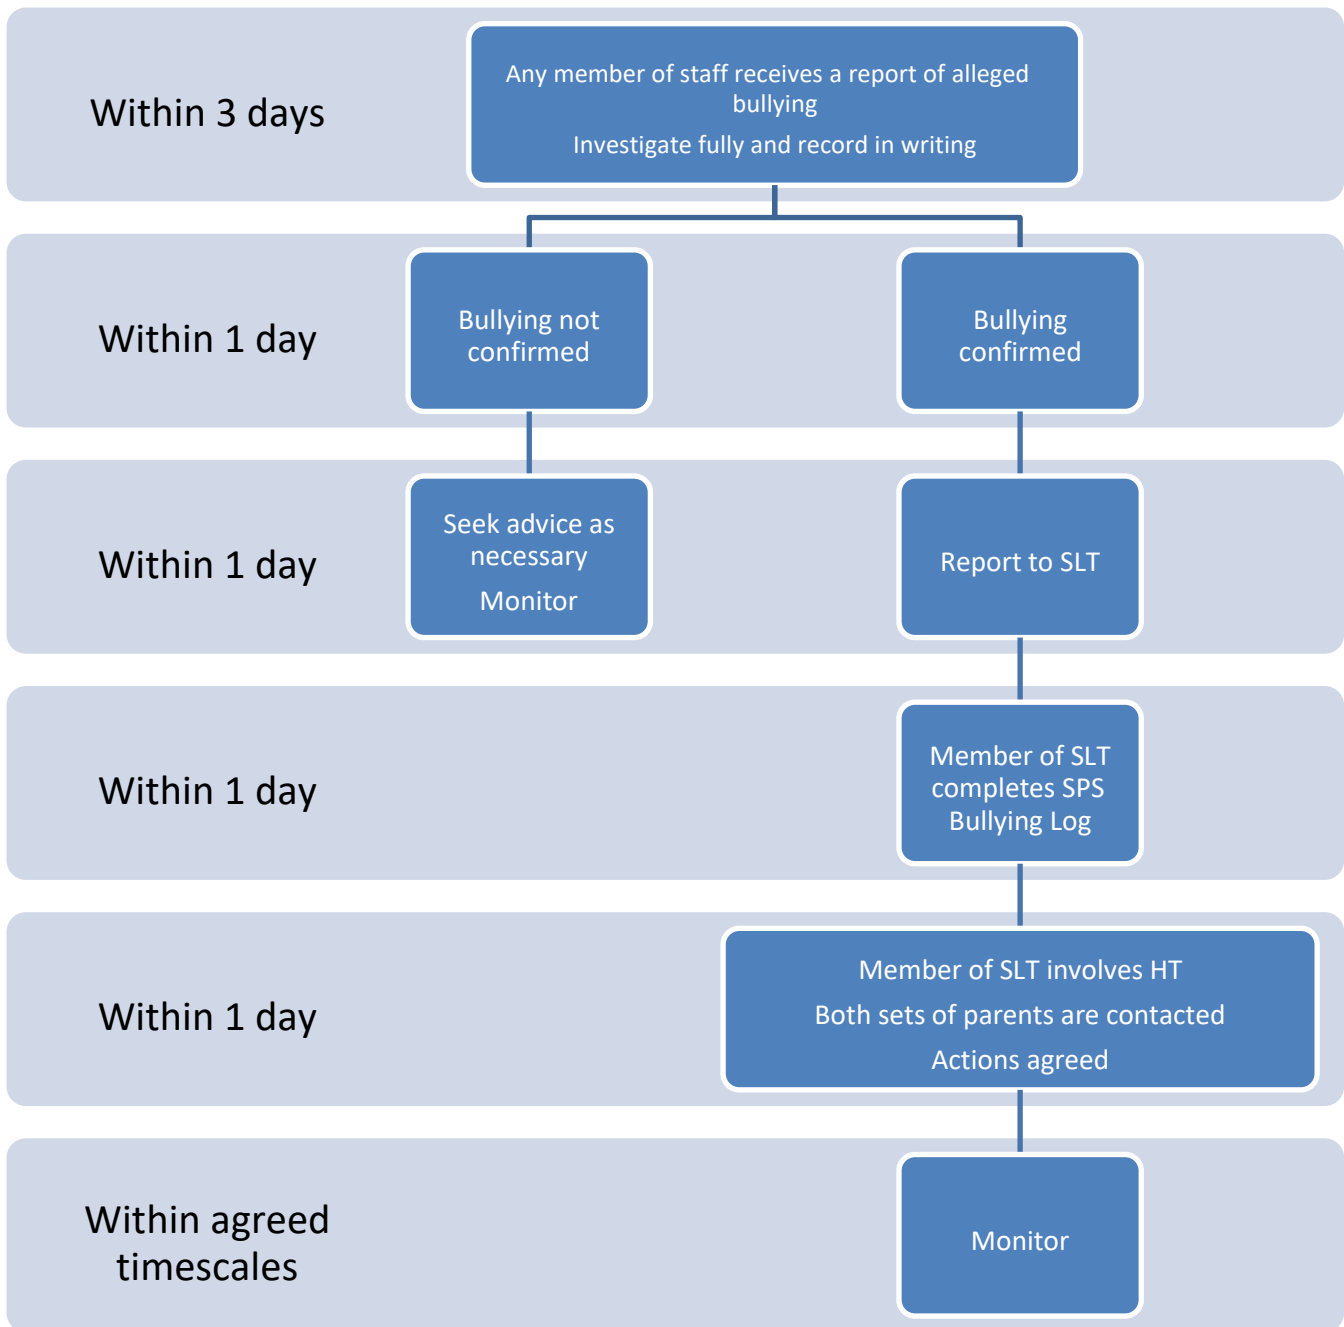 Within 3 days
Any member of staff receives a report of alleged
bullying
Investigate fully and record in writing
Within 1 day
Bullying not
confirmed
Bullying
confirmed
Within 1 day
Seek advice as
necessary
Monitor
Report to SLT
Within 1 day
Member of SLT
completes SPS
Bullying Log
Within 1 day
Member of SLT involves HT
Both sets of parents are contacted
Actions agreed
Within agreed
timescales
Monitor